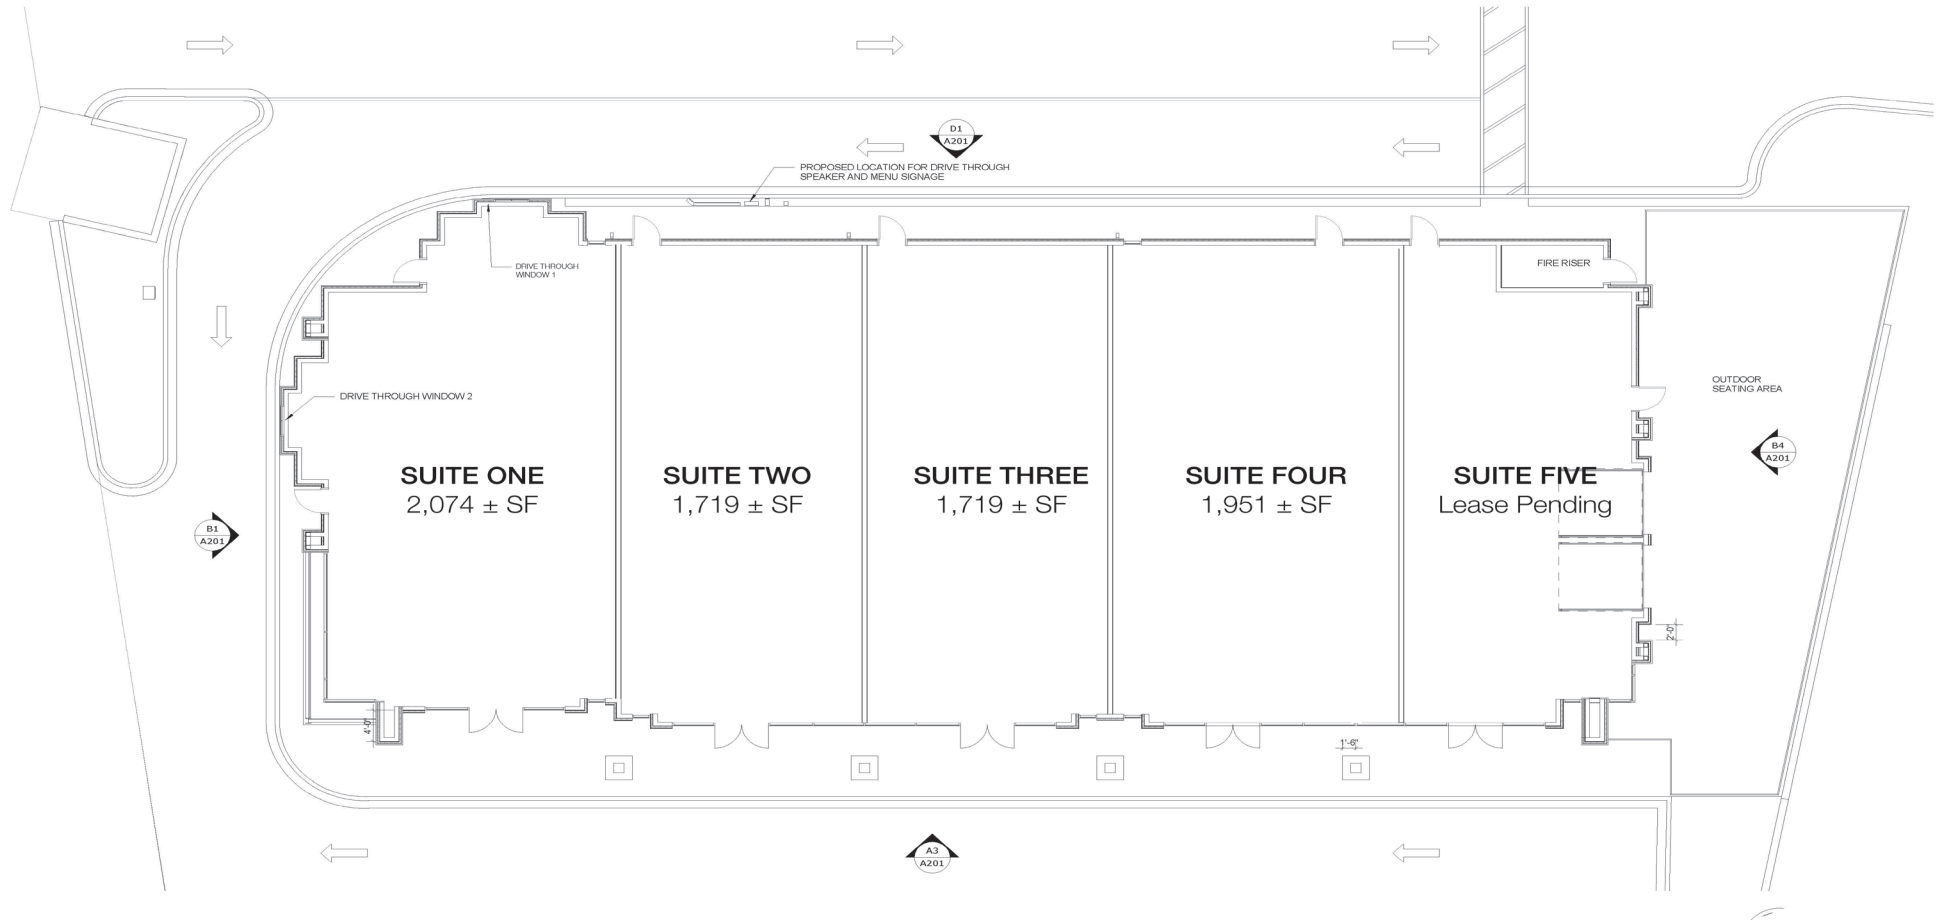 D1
A201
PROPOSED LOCATION FOR DRIVE THROUGH
SPEAKER AND MENU SIGNAGE
DRIVE THROUGH
WINDOW 1
FIRE RISER
DRIVE THROUGH WINDOW 2
OUTDOOR
SEATING AREA
B4
A201
SUITE ONE
2,074 ± SF
SUITE TWO
1,719 ± SF
SUITE THREE
1,719 ± SF
SUITE FOUR
1,951 ± SF
SUITE FIVE
Lease Pending
B1
A201
2'-0"
4'-0"
1'-6"
A3
A201